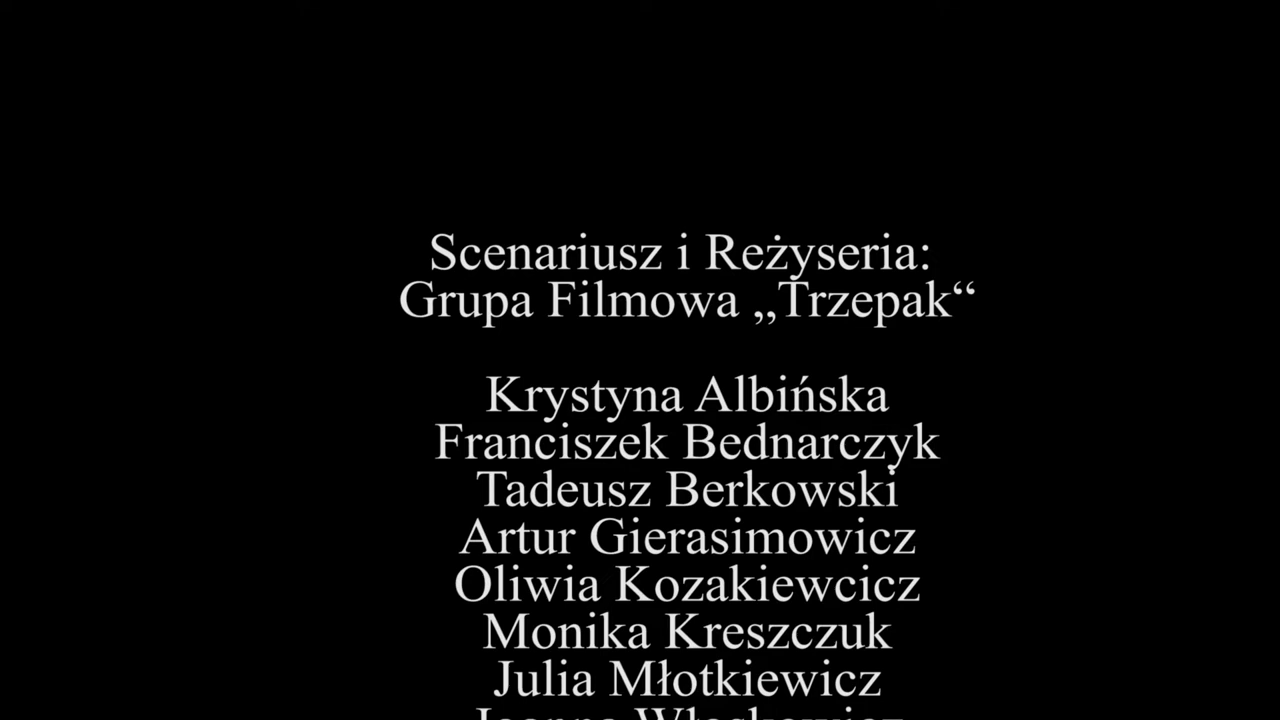 Scenariusz i Reżyseria:
Grupa Filmowa ,,Trzepak“
Krystyna Albińska
Franciszek Bednarczyk
Tadeusz Berkowski
Artur Gierasimowicz
Oliwia Kozakiewcicz
Monika Kreszczuk
Julia Młotkiewicz